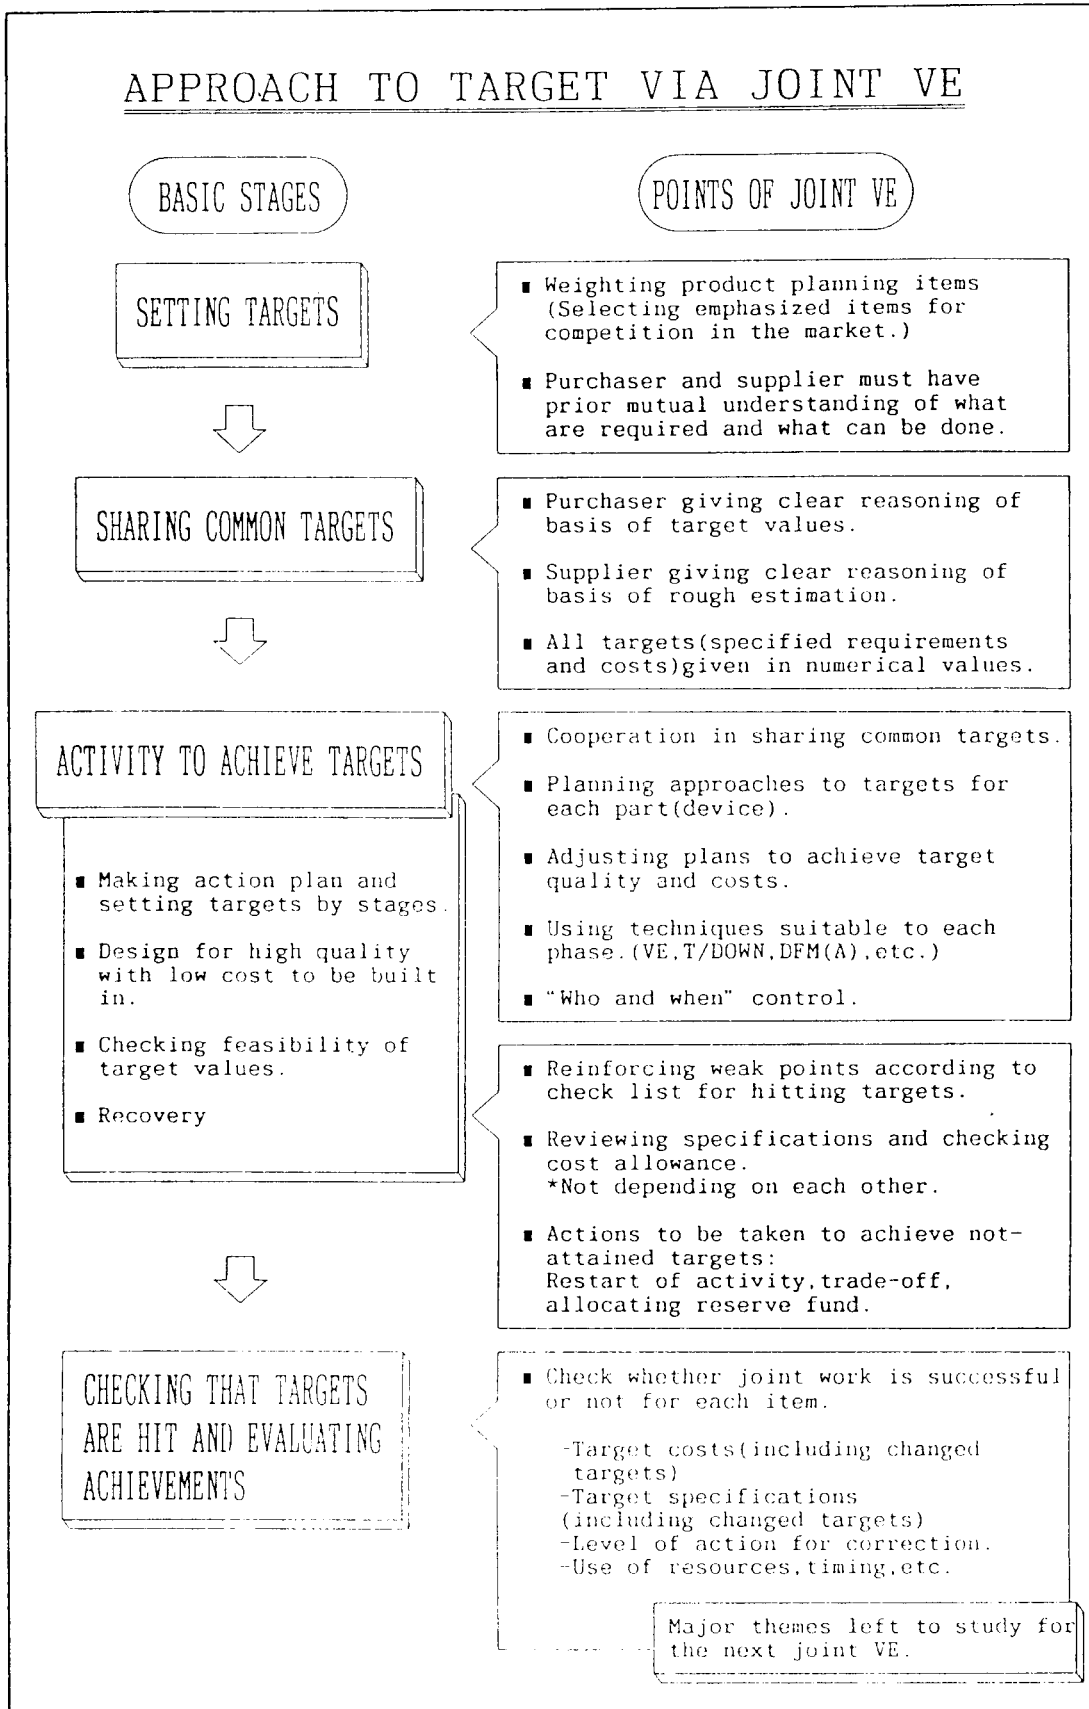 APPROACH TO TARGET VIA JOINT VE
BASIC STAGES
POINTS OF JOINT VE
SETTING TARGETS
■ Weighting product planning items
(Selecting emphasized items for
competition in the market.)
■ Purchaser and supplier must have
prior mutual understanding of what
are required and what can be done.
SHARING COMMON TARGETS
■ Purchaser giving clear reasoning of
basis of target values.
■ Supplier giving clear reasoning of
basis of rough estimation.
■ All targets(specified requirements
and costs)given in numerical values.
ACTIVITY TO ACHIEVE TARGETS
■ Making action plan and
setting targets by stages.
■ Design for high quality
with low cost to be built
in.
■ Checking feasibility of
target values.
■ Recovery
■ Cooperation in sharing common targets.
■ Planning approaches to targets for
each part(device).
■ Adjusting plans to achieve target
quality and costs.
■ Using techniques suitable to each
phase.(VE,T/DOWN,DFM(A),etc.)
■ "Who and when" control.
■ Reinforcing weak points according to
check list for hitting targets.
■ Reviewing specifications and checking
cost allowance.
*Not depending on each other.
■ Actions to be taken to achieve not-
attained targets:
Restart of activity,trade-off,
allocating reserve fund.
CHECKING THAT TARGETS
ARE HIT AND EVALUATING
ACHIEVEMENTS
■ Check whether joint work is successful
or not for each item.
-Target costs(including changed
targets)
-Target specifications
(including changed targets)
-Level of action for correction.
-Use of resources,timing,etc.
Major themes left to study for
the next joint VE.